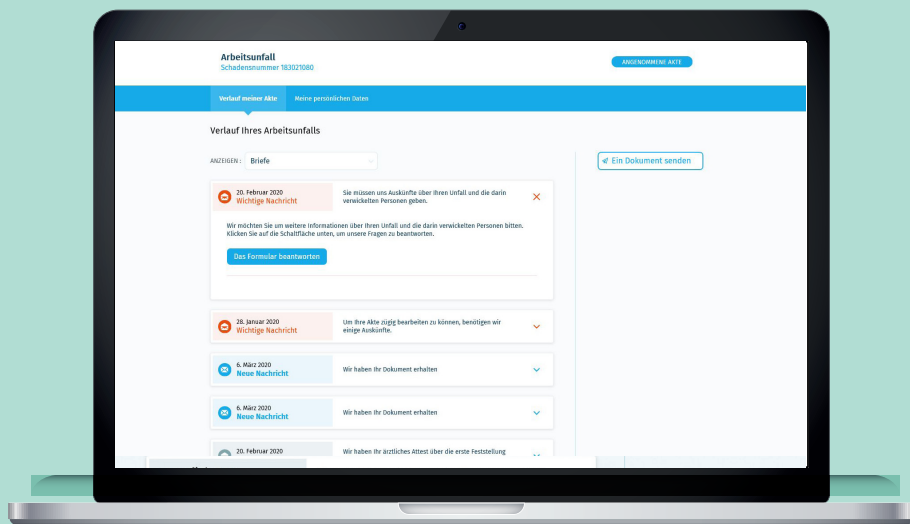 Arbeitsunfall
Schadensnummer 183021080
ANGENOMMENE AKTE
Verlauf meiner Akte
Meine persönlichen Daten
Verlauf Ihres Arbeitsunfalls
ANZEIGEN :
Briefe
Ein Dokument senden
20. Februar 2020
Wichtige Nachricht
Sie müssen uns Auskünfte über Ihren Unfall und die darin
verwickelten Personen geben.
Wir möchten Sie um weitere Informationen über Ihren Unfall und die darin verwickelten Personen bitten.
Klicken Sie auf die Schaltfläche unten, um unsere Fragen zu beantworten.
Das Formular beantworten
28. Januar 2020
Wichtige Nachricht
Um Ihre Akte zügig bearbeiten zu können, benötigen wir
einige Auskünfte.
6. März 2020
Neue Nachricht
Wir haben Ihr Dokument erhalten
6. März 2020
Neue Nachricht
Wir haben Ihr Dokument erhalten
20. Februar 2020
Wir haben Ihr ärztliches Attest über die erste Feststellung